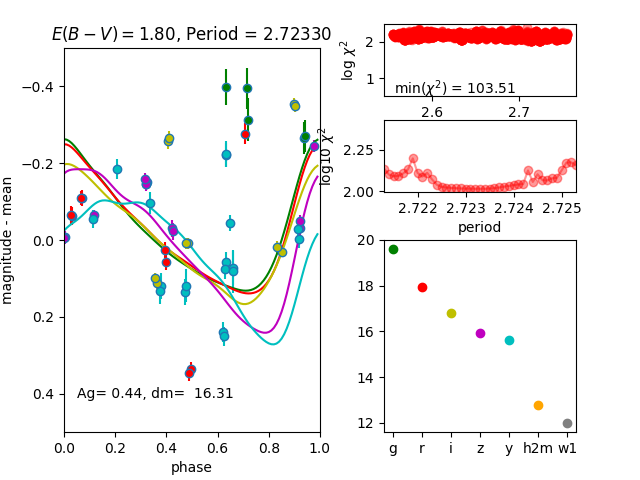 E(B − V) = 1.80, Period = 2.72330
magnitude - mean
−0.4
−0.2
0.0
0.2
0.4
Ag= 0.44, dm= 16.31
0.0 0.2 0.4 0.6 0.8 1.0
phase
log χ²
2
1
min(χ²) = 103.51
2.6 2.7
log10 χ²
2.25
2.00
2.722 2.723 2.724 2.725
period
20
18
16
14
12
g r i z y h2m w1